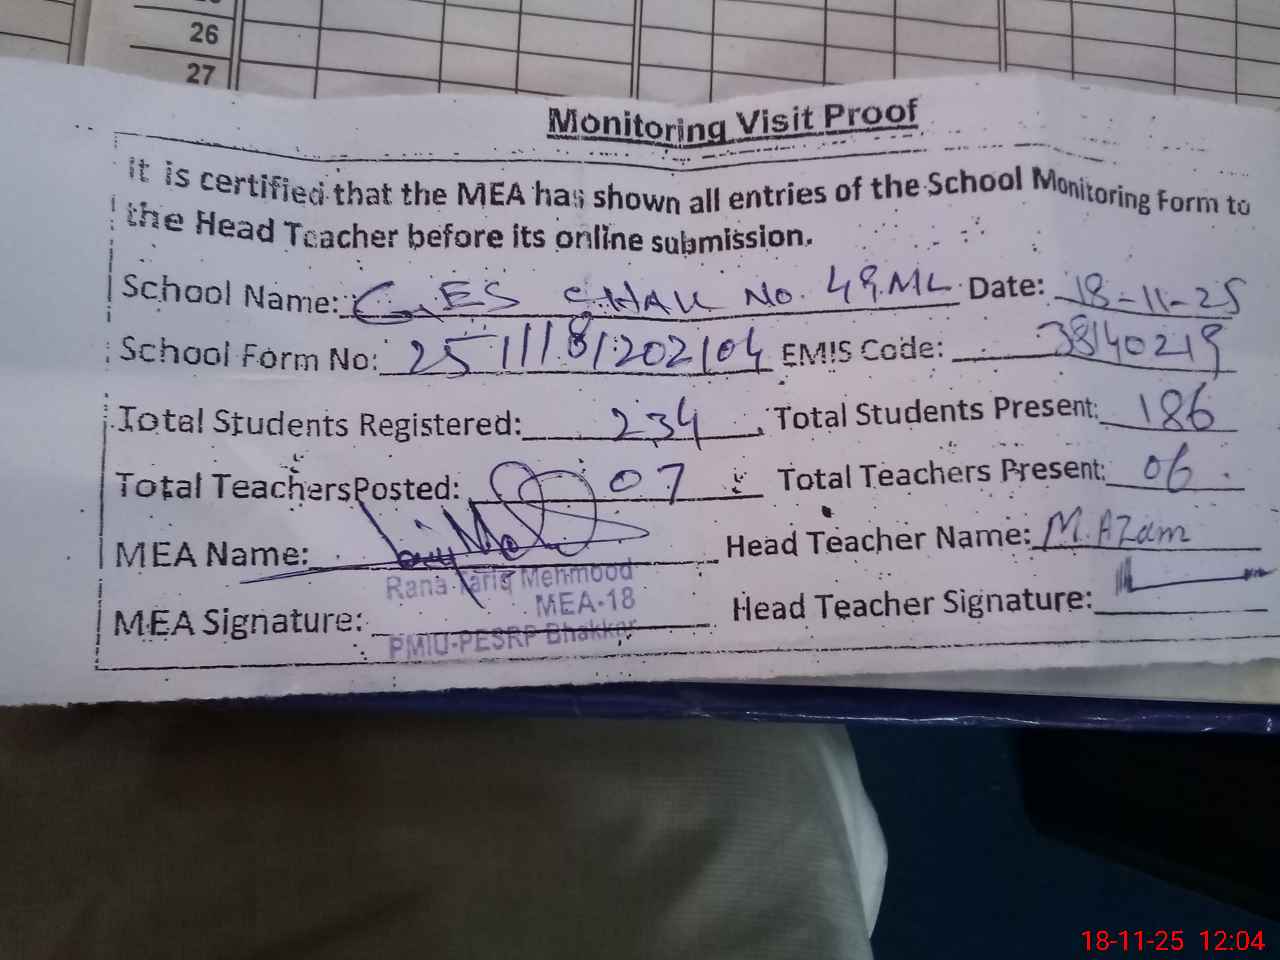 26
27
Monitoring Visit Proof
it is certified that the MEA has shown all entries of the School Monitoring Form to
the Head Teacher before its online submission.
School Name: G.ES CHAK No. 49.ML Date: 18-11-25
School Form No: 251118/202104 EMIS Code: 38140219
Total Students Registered: 234 Total Students Present: 186
Total Teachers Posted: 07 Total Teachers Present: 06
MEA Name: Head Teacher Name: M.AZam
Rana Tariq Mehmood
MEA-18
MEA Signature: Head Teacher Signature:
PMIU-PESRP Bhakkar
18-11-25 12:04